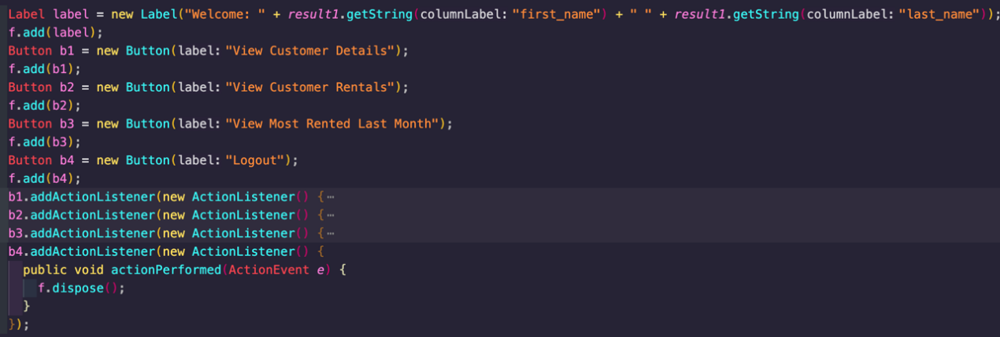 Label label = new Label("Welcome: " + result1.getString(columnLabel: "first_name") + " " + result1.getString(columnLabel: "last_name"));
f.add(label);
Button b1 = new Button(label: "View Customer Details");
f.add(b1);
Button b2 = new Button(label: "View Customer Rentals");
f.add(b2);
Button b3 = new Button(label: "View Most Rented Last Month");
f.add(b3);
Button b4 = new Button(label: "Logout");
f.add(b4);
b1.addActionListener(new ActionListener() {⋯
b2.addActionListener(new ActionListener() {⋯
b3.addActionListener(new ActionListener() {⋯
b4.addActionListener(new ActionListener() {
public void actionPerformed(ActionEvent e) {
f.dispose();
}
});